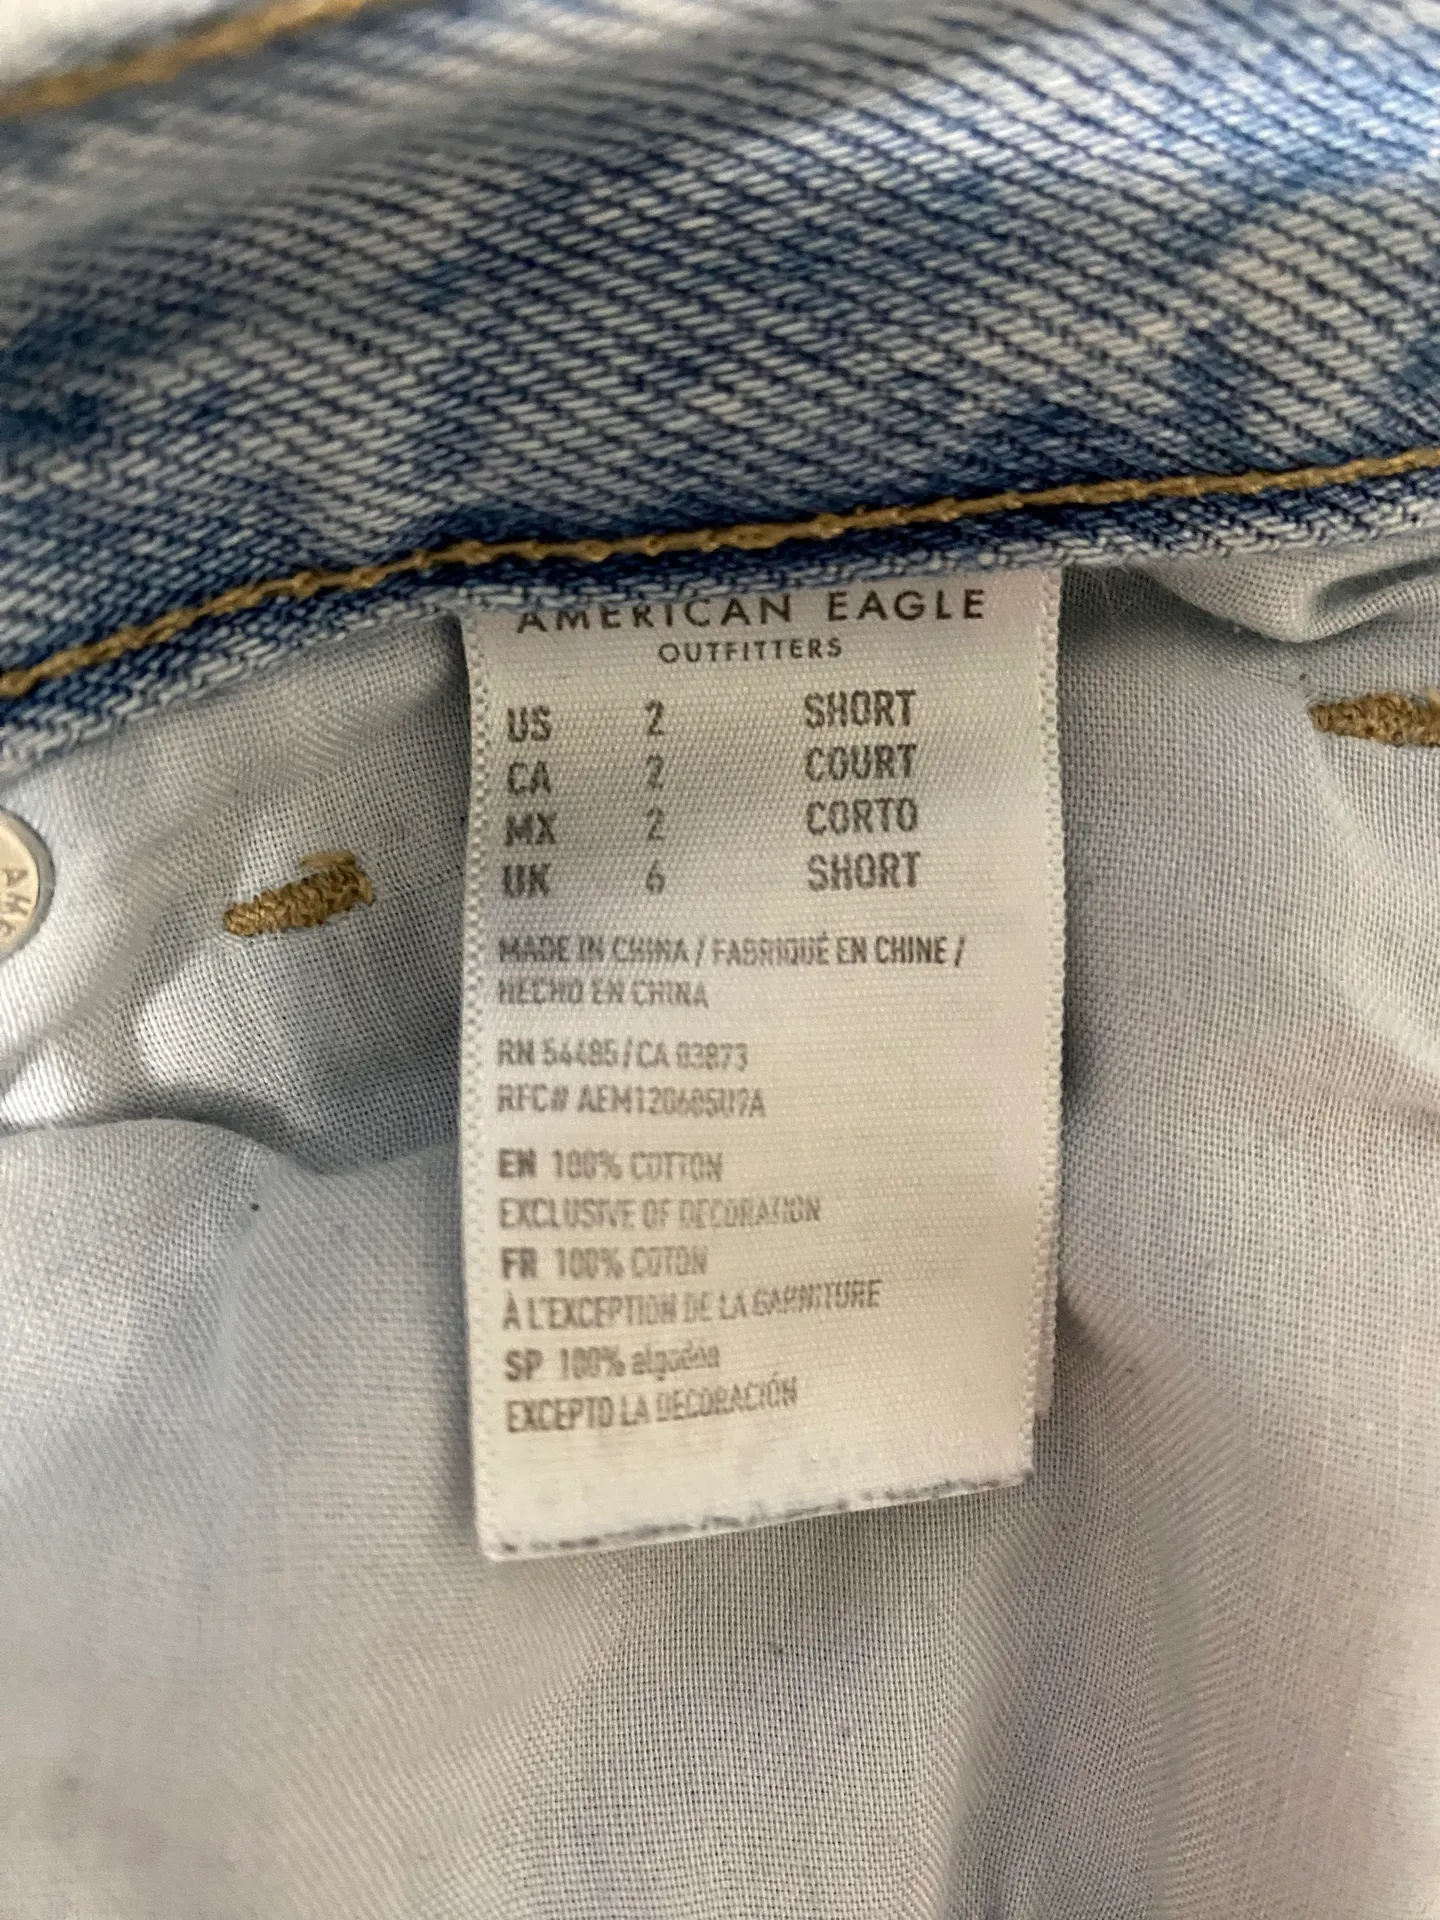 AMERICAN EAGLE
OUTFITTERS
US 2 SHORT
CA 2 COURT
MX 2 CORTO
UK 6 SHORT
MADE IN CHINA / FABRIQUÉ EN CHINE /
HECHO EN CHINA
RN 54485 / CA 03873
RFC# AEM120605U9A
EN 100% COTTON
EXCLUSIVE OF DECORATION
FR 100% COTON
À L'EXCEPTION DE LA GARNITURE
SP 100% algodón
EXCEPTO LA DECORACIÓN